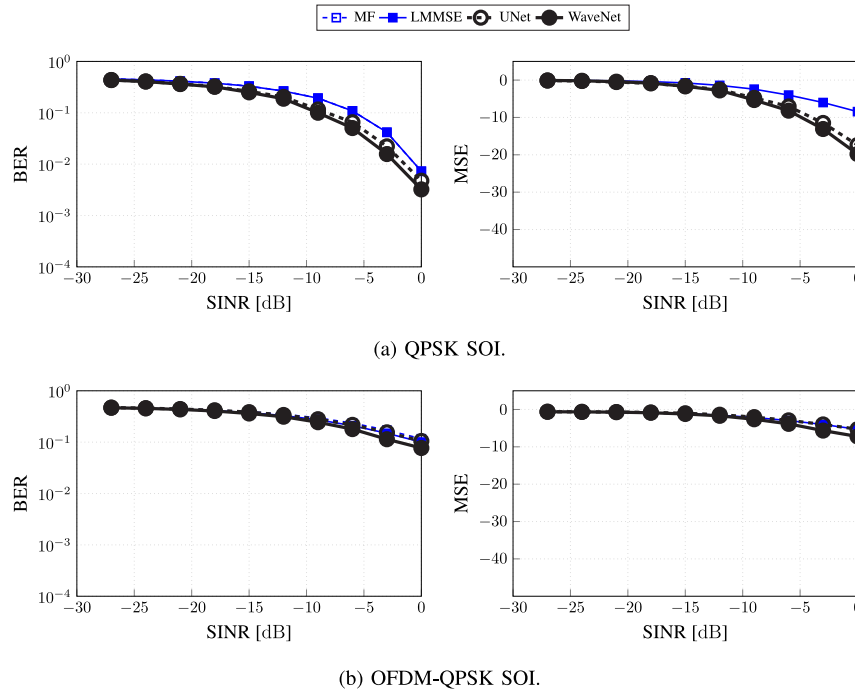 MF LMMSE UNet WaveNet
10^0
10^−1
10^−2
10^−3
10^−4
BER
−30 −25 −20 −15 −10 −5 0
SINR [dB]
0
−10
−20
−30
−40
MSE
−30 −25 −20 −15 −10 −5 0
SINR [dB]
(a) QPSK SOI.
10^0
10^−1
10^−2
10^−3
10^−4
BER
−30 −25 −20 −15 −10 −5 0
SINR [dB]
0
−10
−20
−30
−40
MSE
−30 −25 −20 −15 −10 −5 0
SINR [dB]
(b) OFDM-QPSK SOI.